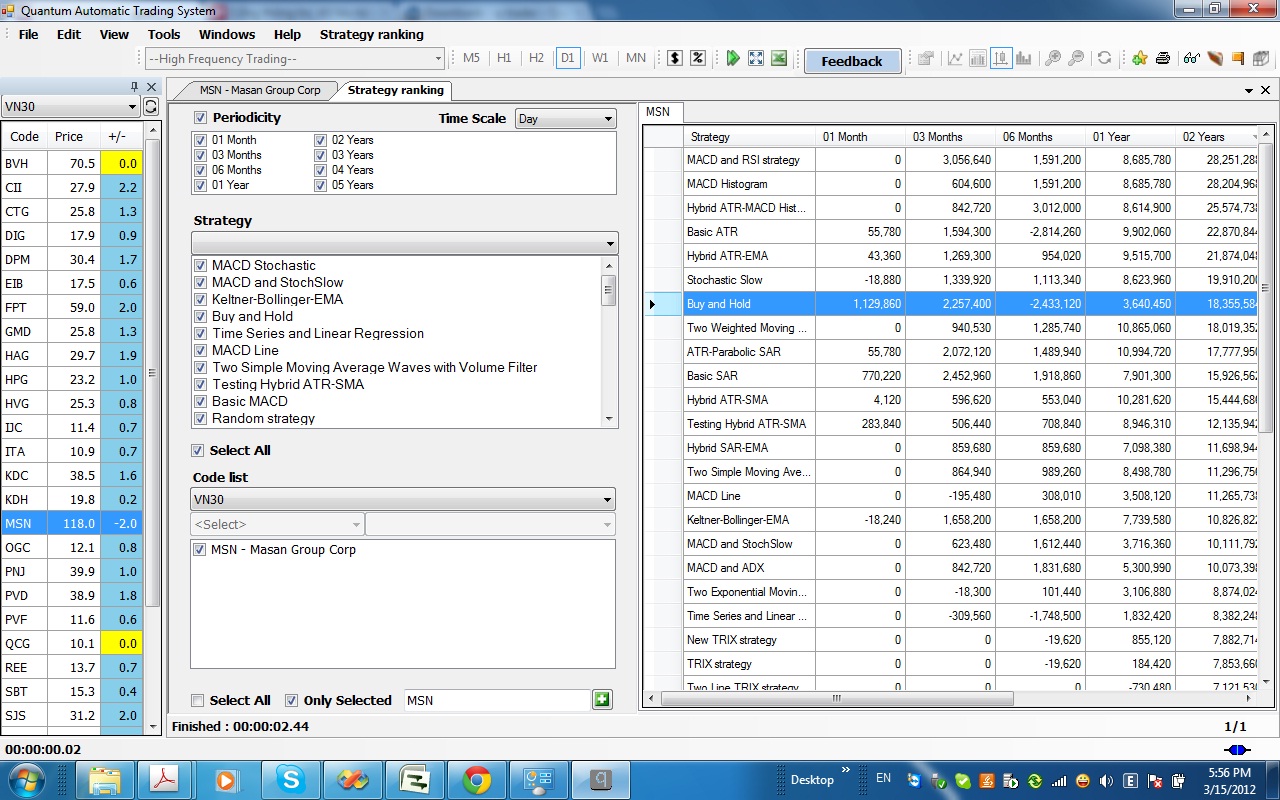 Quantum Automatic Trading System
File Edit View Tools Windows Help Strategy ranking
--High Frequency Trading-- M5 H1 H2 D1 W1 MN $ % Feedback
VN30
Code Price +/-
BVH 70.5 0.0
CII 27.9 2.2
CTG 25.8 1.3
DIG 17.9 0.9
DPM 30.4 1.7
EIB 17.5 0.6
FPT 59.0 2.0
GMD 25.8 1.3
HAG 29.7 1.9
HPG 23.2 1.0
HVG 25.3 0.8
IJC 11.4 0.7
ITA 10.9 0.7
KDC 38.5 1.6
KDH 19.8 0.2
MSN 118.0 -2.0
OGC 12.1 0.8
PNJ 39.9 1.0
PVD 38.9 1.8
PVF 11.6 0.6
QCG 10.1 0.0
REE 13.7 0.7
SBT 15.3 0.4
SJS 31.2 2.0
MSN - Masan Group Corp Strategy ranking
Periodicity Time Scale Day
01 Month 02 Years
03 Months 03 Years
06 Months 04 Years
01 Year 05 Years
Strategy
MACD Stochastic
MACD and StochSlow
Keltner-Bollinger-EMA
Buy and Hold
Time Series and Linear Regression
MACD Line
Two Simple Moving Average Waves with Volume Filter
Testing Hybrid ATR-SMA
Basic MACD
Random strategy
Select All
Code list
VN30
<Select>
MSN - Masan Group Corp
Select All Only Selected MSN
MSN
Strategy 01 Month 03 Months 06 Months 01 Year 02 Years
MACD and RSI strategy 0 3,056,640 1,591,200 8,685,780 28,251,28
MACD Histogram 0 604,600 1,591,200 8,685,780 28,204,96
Hybrid ATR-MACD Hist... 0 842,720 3,012,000 8,614,900 25,574,73
Basic ATR 55,780 1,594,300 -2,814,260 9,902,060 22,870,84
Hybrid ATR-EMA 43,360 1,269,300 954,020 9,515,700 21,874,04
Stochastic Slow -18,880 1,339,920 1,113,340 8,623,960 19,910,20
Buy and Hold 1,129,860 2,257,400 -2,433,120 3,640,450 18,355,58
Two Weighted Moving ... 0 940,530 1,285,740 10,865,060 18,019,35
ATR-Parabolic SAR 55,780 2,072,120 1,489,940 10,994,720 17,777,95
Basic SAR 770,220 2,452,960 1,918,860 7,901,300 15,926,56
Hybrid ATR-SMA 4,120 596,620 553,040 10,281,620 15,444,68
Testing Hybrid ATR-SMA 283,840 506,440 708,840 8,946,310 12,135,94
Hybrid SAR-EMA 0 859,680 859,680 7,098,380 11,698,94
Two Simple Moving Ave... 0 864,940 989,260 8,498,780 11,296,75
MACD Line 0 -195,480 308,010 3,508,120 11,265,73
Keltner-Bollinger-EMA -18,240 1,658,200 1,658,200 7,739,580 10,826,82
MACD and StochSlow 0 623,480 1,612,440 3,716,360 10,111,79
MACD and ADX 0 842,720 1,831,680 5,300,990 10,073,39
Two Exponential Movin... 0 -18,300 101,440 3,106,880 8,874,02
Time Series and Linear ... 0 -309,560 -1,748,500 1,832,420 8,382,24
New TRIX strategy 0 0 -19,620 855,120 7,882,71
TRIX strategy 0 0 -19,620 184,420 7,853,66
Two Line TRIX strategy 0 0 0 -730,480 7,121,53
Finished : 00:00:02.44 1/1
00:00:00.02
Desktop EN 5:56 PM
3/15/2012